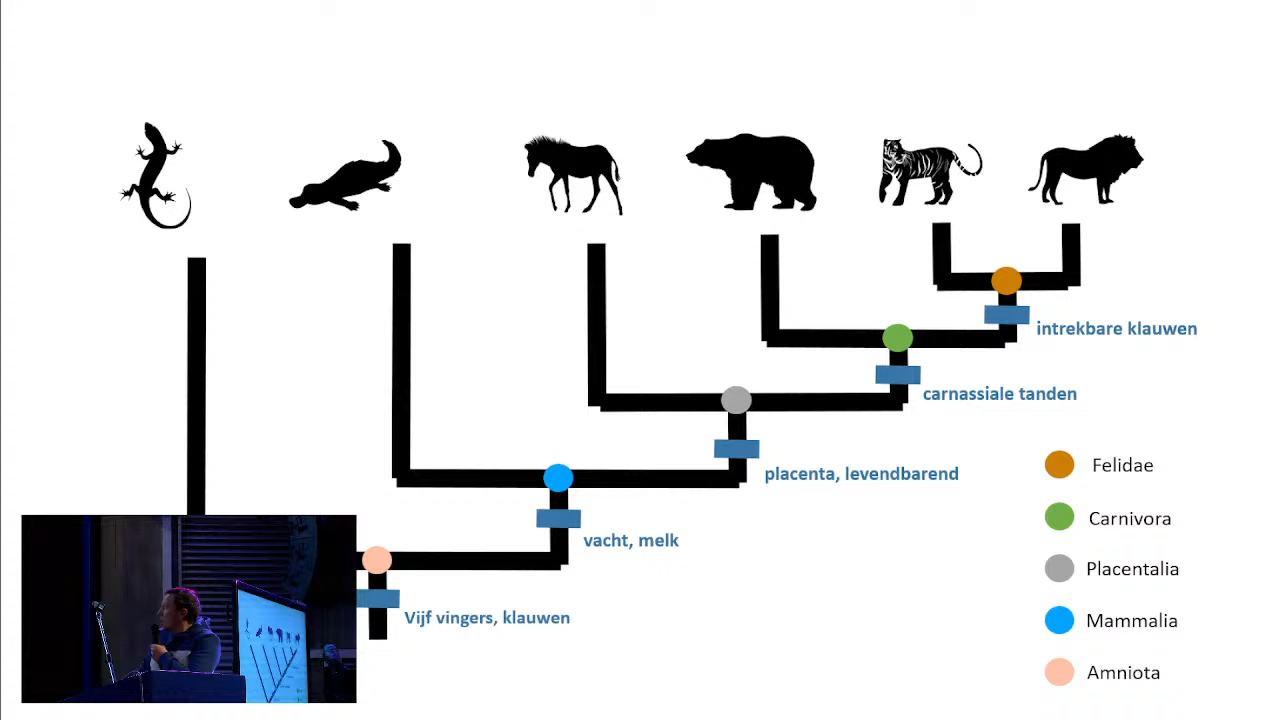 intrekbare klauwen
carnassiale tanden
placenta, levendbarend
vacht, melk
Vijf vingers, klauwen
Felidae
Carnivora
Placentalia
Mammalia
Amniota